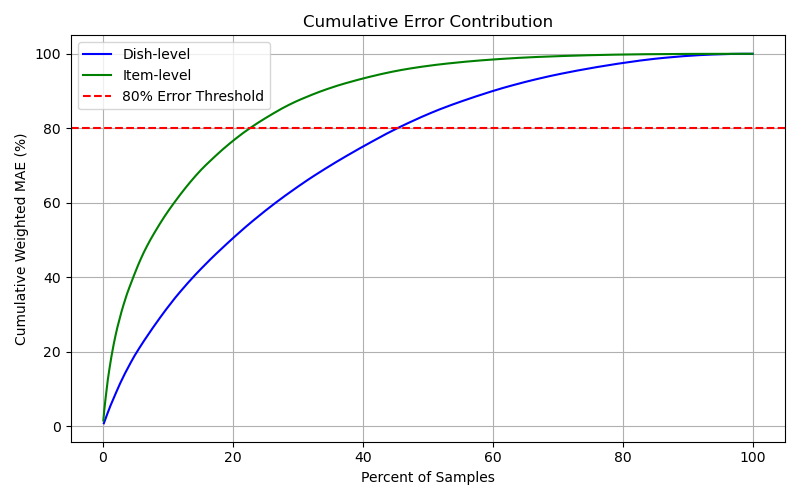 Cumulative Error Contribution
Dish-level
Item-level
80% Error Threshold
Cumulative Weighted MAE (%)
100
80
60
40
20
0
0 20 40 60 80 100
Percent of Samples